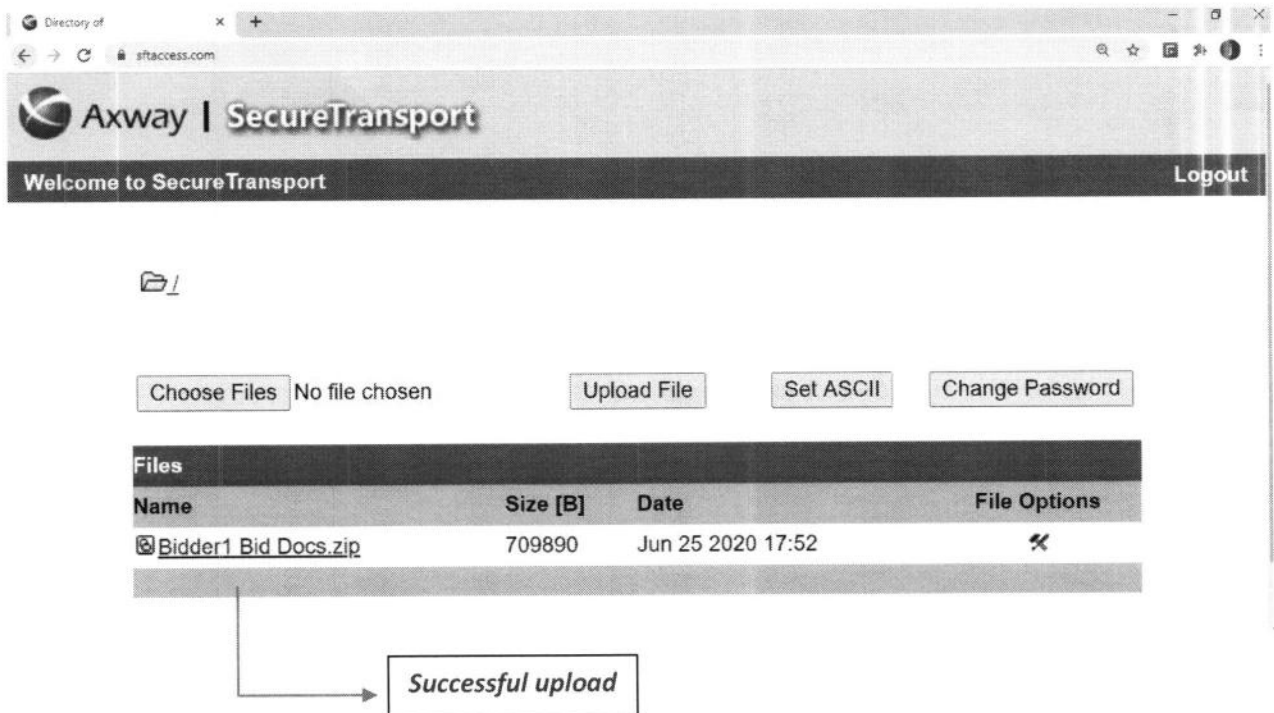 Directory of × +
sftaccess.com
Axway | SecureTransport
Welcome to SecureTransport Logout
/
Choose Files No file chosen Upload File Set ASCII Change Password
Files
Name Size [B] Date File Options
Bidder1 Bid Docs.zip 709890 Jun 25 2020 17:52
Successful upload